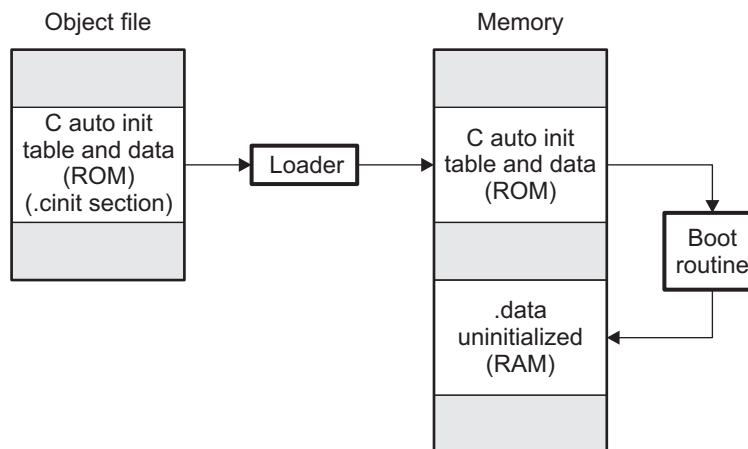 Object file
Memory
C auto init
table and data
(ROM)
(.cinit section)
Loader
C auto init
table and data
(ROM)
Boot
routine
.data
uninitialized
(RAM)